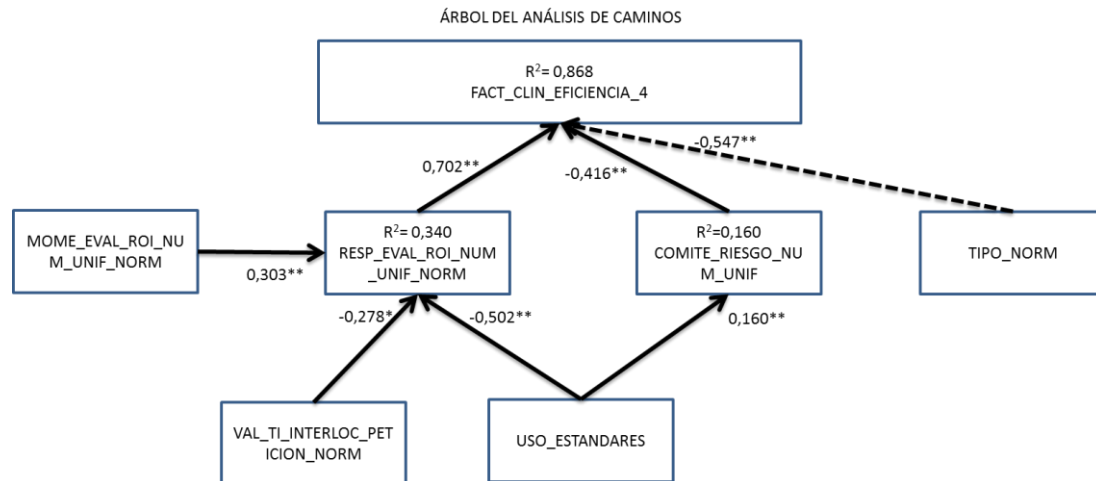 ÁRBOL DEL ANÁLISIS DE CAMINOS
R²= 0,868
FACT_CLIN_EFICIENCIA_4
-0,547**
0,702**
-0,416**
MOME_EVAL_ROI_NU
M_UNIF_NORM
0,303**
R²= 0,340
RESP_EVAL_ROI_NUM
_UNIF_NORM
R²=0,160
COMITE_RIESGO_NU
M_UNIF
TIPO_NORM
-0,278*
-0,502**
0,160**
VAL_TI_INTERLOC_PET
ICION_NORM
USO_ESTANDARES